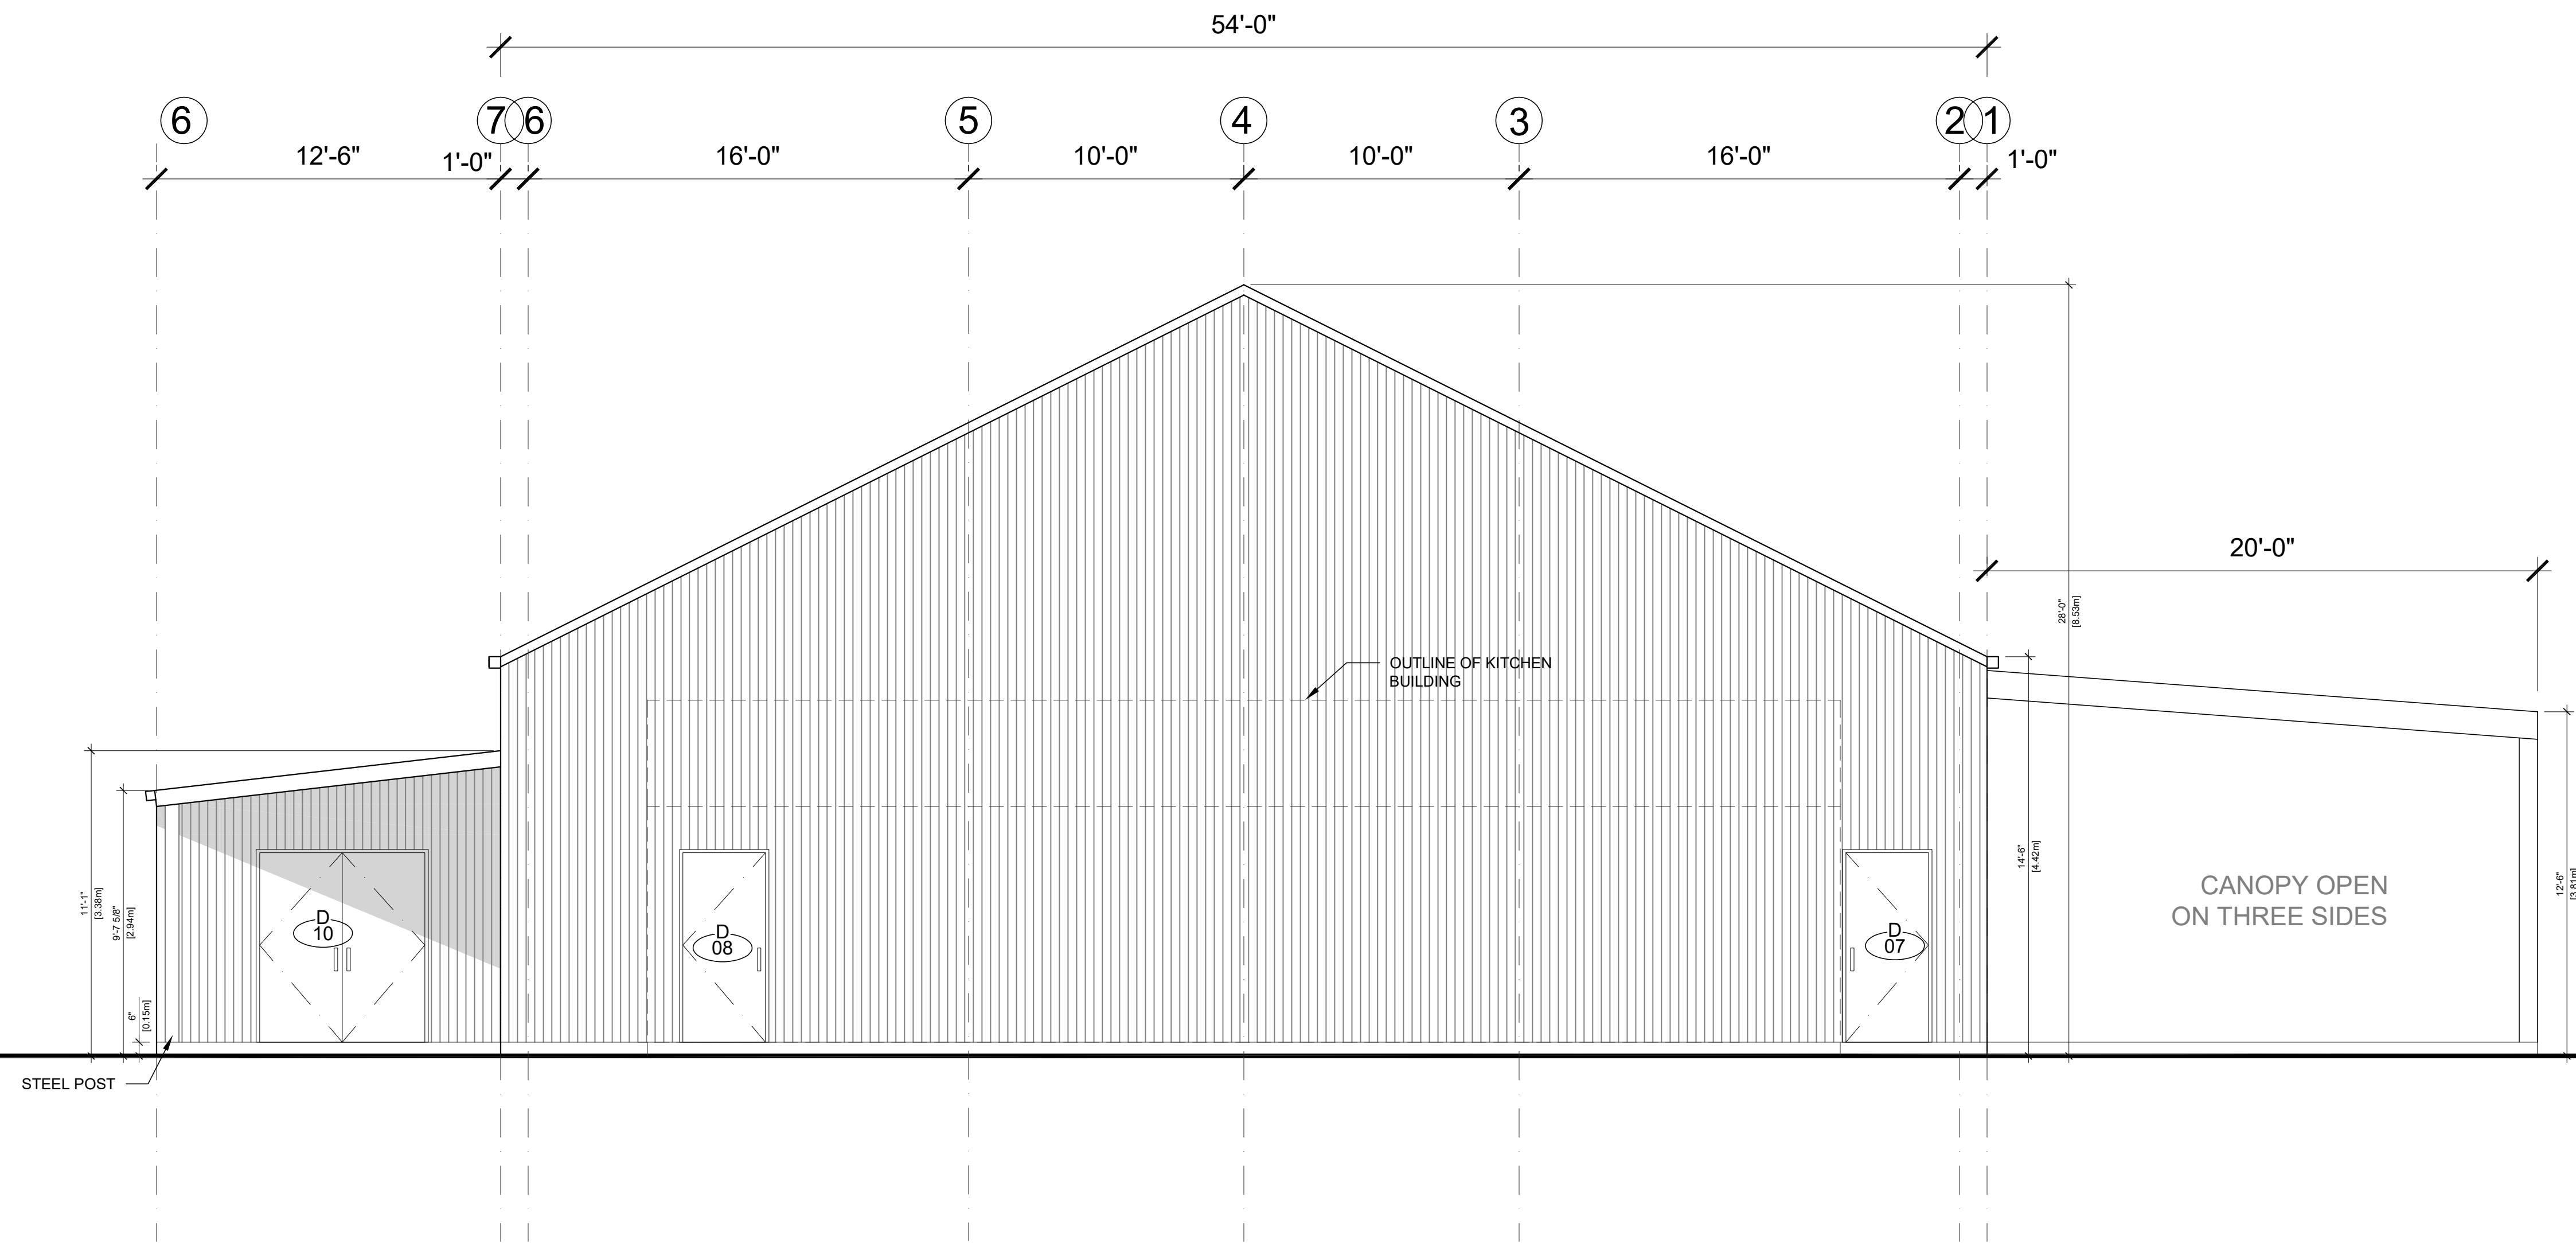 54'-0"
6
7
6
5
4
3
2
1
12'-6"
1'-0"
16'-0"
10'-0"
10'-0"
16'-0"
1'-0"
20'-0"
28'-0"
[8.53m]
OUTLINE OF KITCHEN
BUILDING
14'-6"
[4.42m]
12'-6"
[3.81m]
CANOPY OPEN
ON THREE SIDES
11'-1"
[3.38m]
9'-7 5/8"
[2.94m]
6"
[0.15m]
D
10
D
08
D
07
STEEL POST